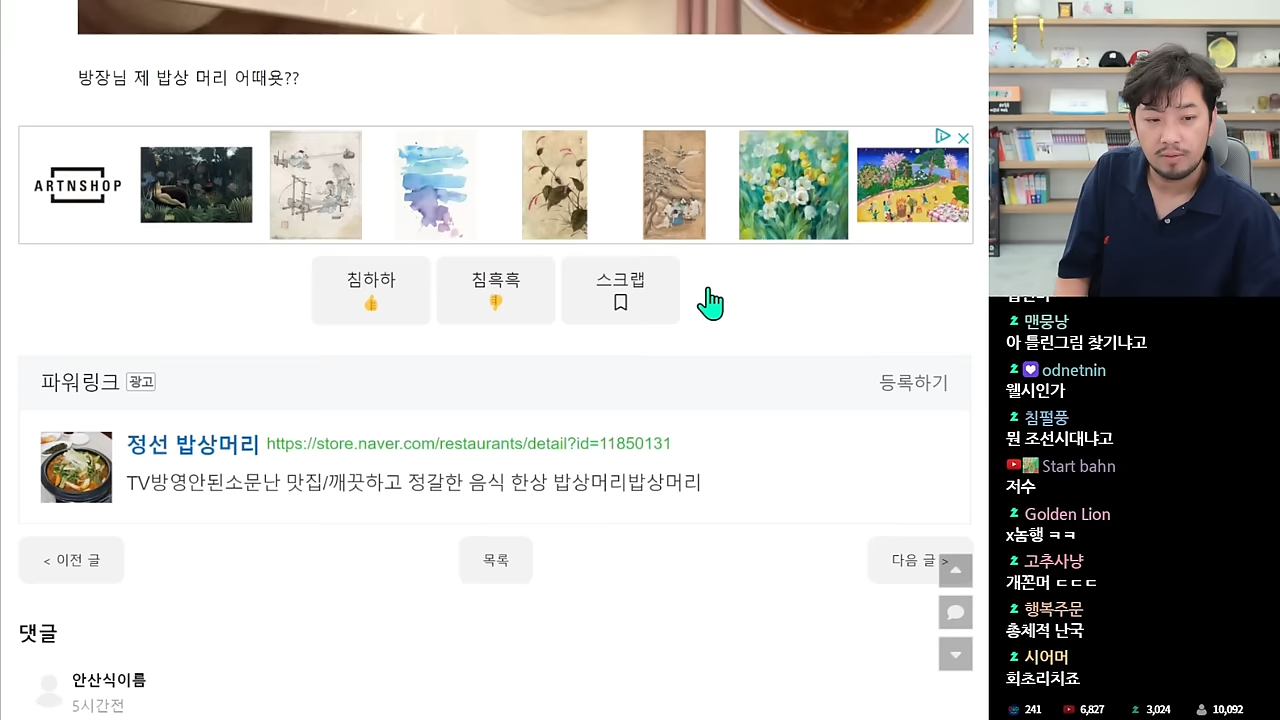 방장님 제 밥상 머리 어때욧??
ARTNSHOP
침하하
침흑흑
스크랩
파워링크 광고
등록하기
정선 밥상머리 https://store.naver.com/restaurants/detail?id=11850131
TV방영안된소문난 맛집/깨끗하고 정갈한 음식 한상 밥상머리밥상머리
< 이전 글
목록
다음 글 >
댓글
안산식이름
5시간전
맨뭉낭
아 틀린그림 찾기냐고
odnetnin
웰시인가
침펄풍
뭔 조선시대냐고
Start bahn
저수
Golden Lion
x놈행 ㅋㅋ
고추사냥
개꼰머 ㄷㄷㄷ
행복주문
총체적 난국
시어머
회초리치죠
241
6,827
3,024
10,092